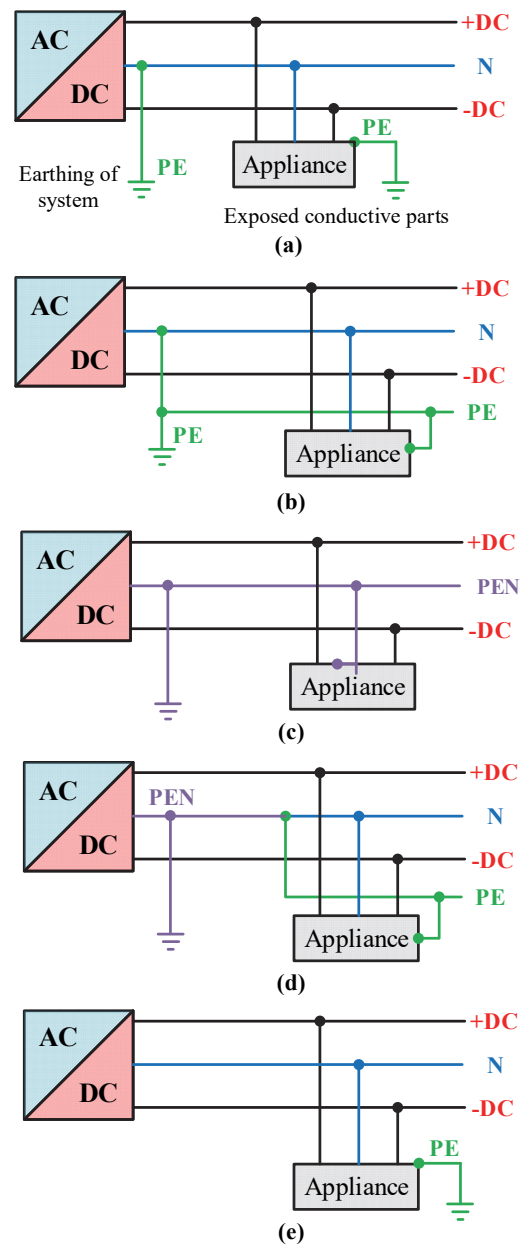 AC
DC
+DC
N
-DC
PE
PE
Earthing of
system
Appliance
Exposed conductive parts
(a)
AC
DC
+DC
N
-DC
PE
PE
Appliance
(b)
AC
DC
+DC
PEN
-DC
Appliance
(c)
AC
DC
PEN
+DC
N
-DC
PE
Appliance
(d)
AC
DC
+DC
N
-DC
PE
Appliance
(e)